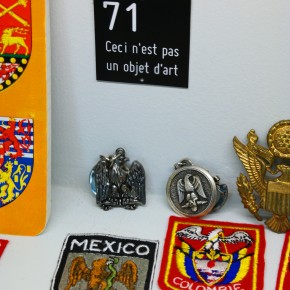 71
Ceci n'est pas
un objet d'art
MEXICO
COLOMBIE